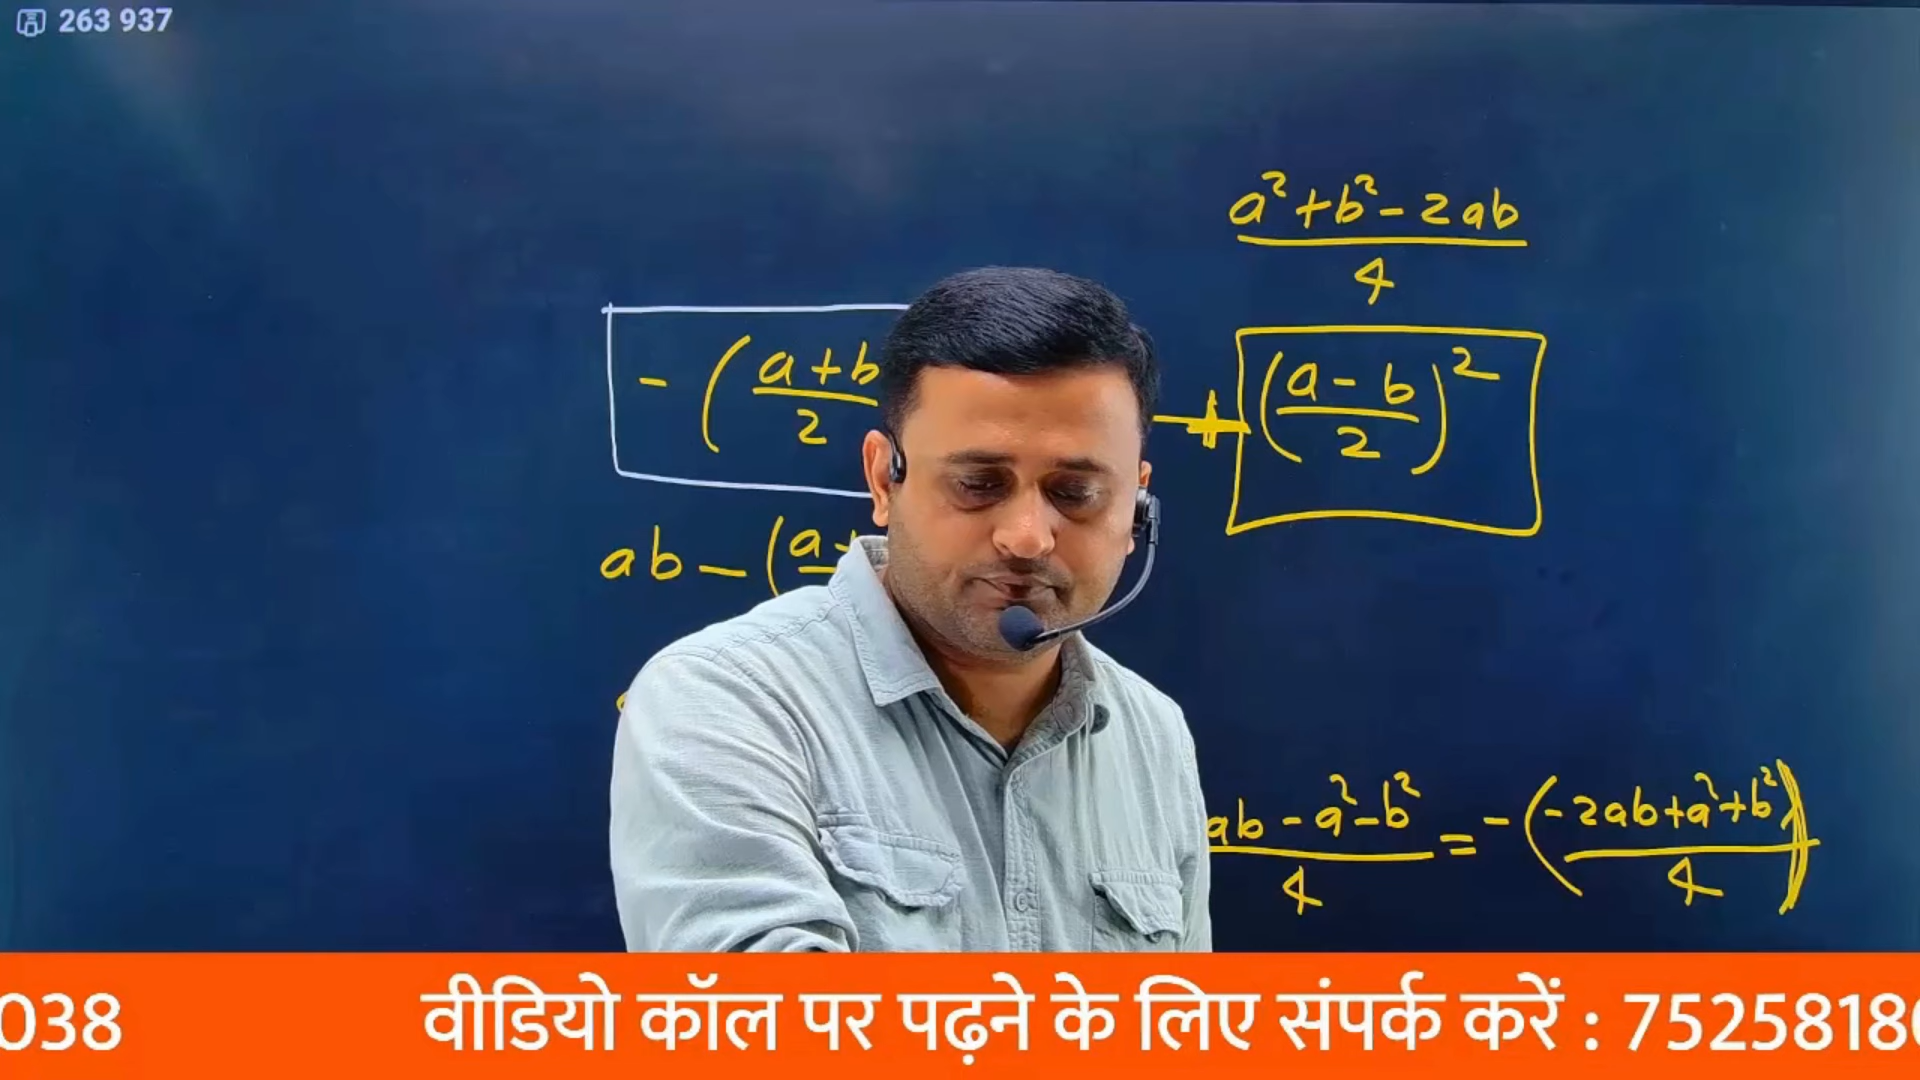 263 937
a²+b²-2ab
4
- (a+b
2
+ (a-b
2)²
ab - (a+
ab-a²-b²
4
= - (-2ab+a²+b²
4)
038 वीडियो कॉल पर पढ़ने के लिए संपर्क करें : 7525818